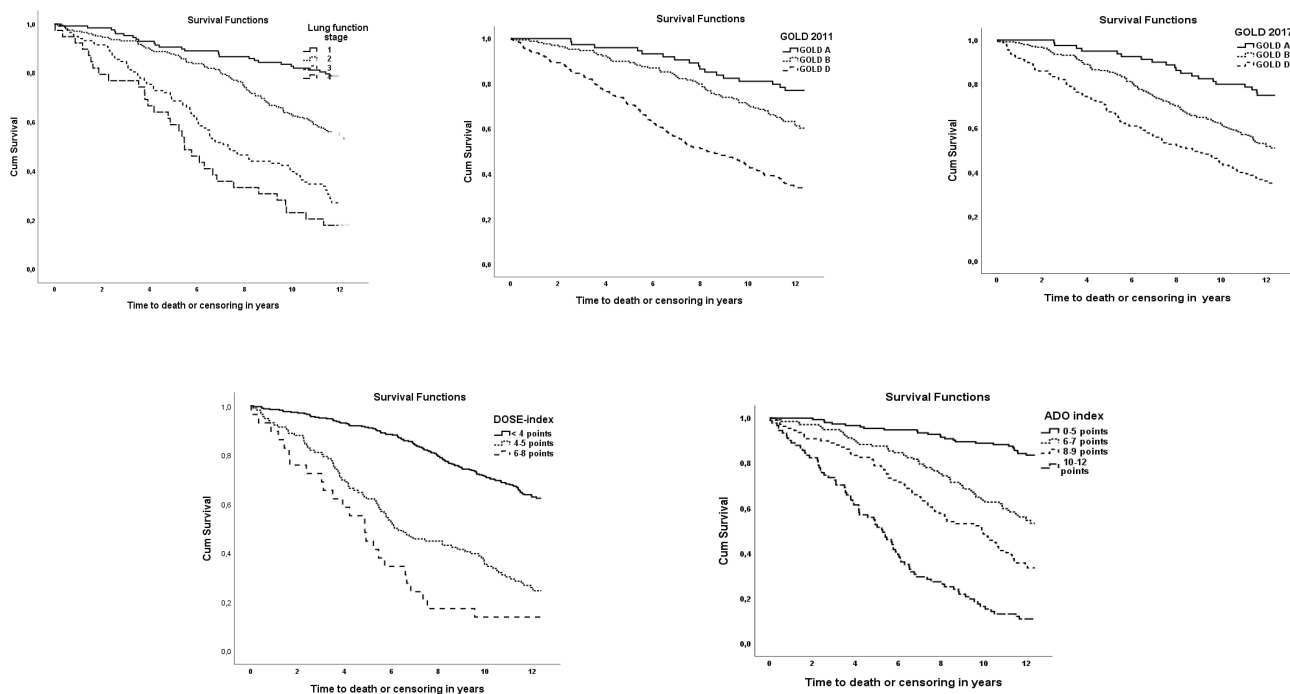 Survival Functions
Lung function
stage
1
2
3
4
1,0
0,8
0,6
0,4
0,2
0,0
Cum Survival
0 2 4 6 8 10 12
Time to death or censoring in years
Survival Functions
GOLD 2011
GOLD A
GOLD B
GOLD D
1,0
0,8
0,6
0,4
0,2
0,0
Cum Survival
0 2 4 6 8 10 12
Time to death or censoring in years
Survival Functions
GOLD 2017
GOLD A
GOLD B
GOLD D
1,0
0,8
0,6
0,4
0,2
0,0
Cum Survival
0 2 4 6 8 10 12
Time to death or censoring in years
Survival Functions
DOSE-index
< 4 points
4-5 points
6-8 points
1,0
0,8
0,6
0,4
0,2
0,0
Cum Survival
0 2 4 6 8 10 12
Time to death or censoring in years
Survival Functions
ADO index
0-5 points
6-7 points
8-9 points
10-12
points
1,0
0,8
0,6
0,4
0,2
0,0
Cum Survival
0 2 4 6 8 10 12
Time to death or censoring in years